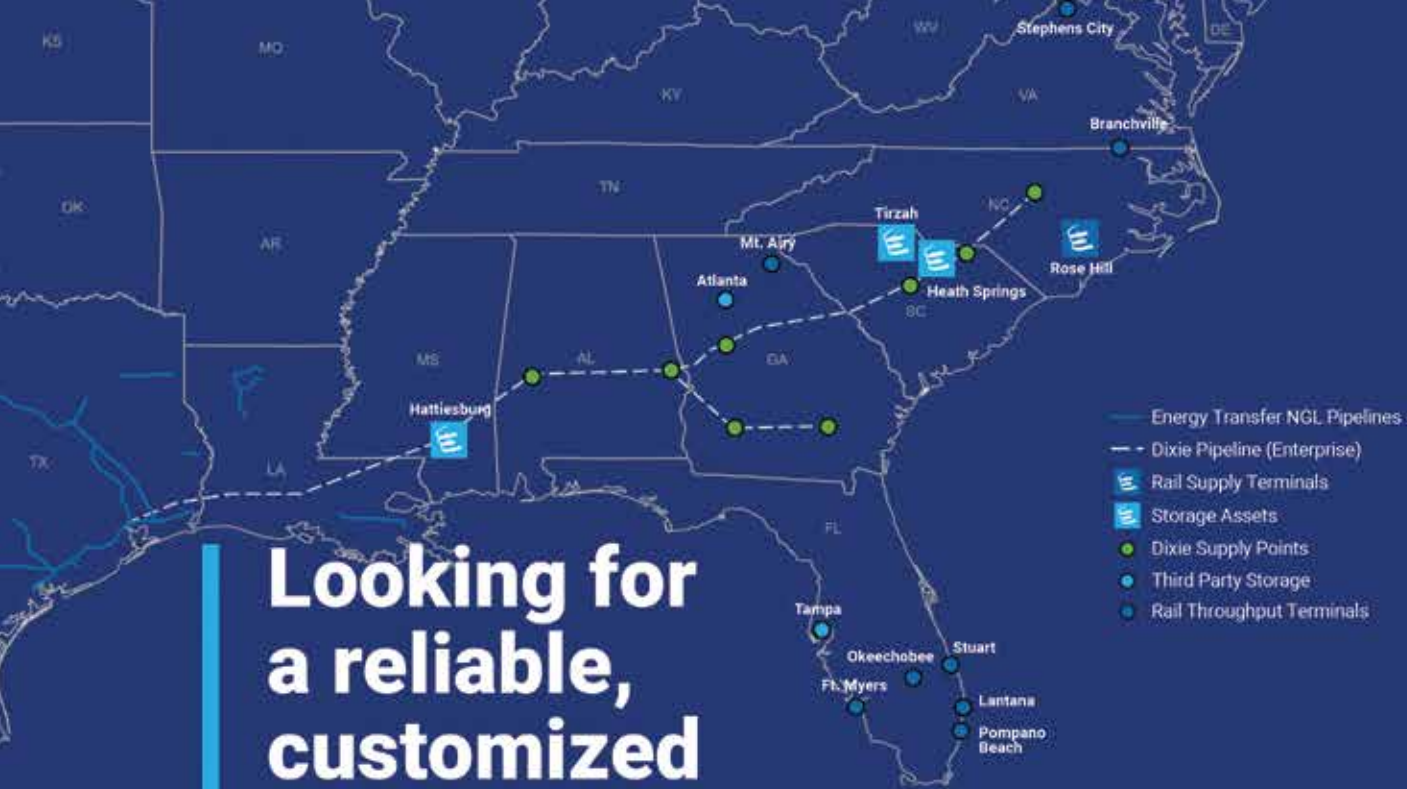 KS
MO
WV
Stephens City
DE
KY
VA
Branchville
OK
AR
TN
NC
Tirzah
Mt. Airy
Rose Hill
Atlanta
Heath Springs
SC
MS
AL
GA
Hattiesburg
TX
LA
FL
Energy Transfer NGL Pipelines
Dixie Pipeline (Enterprise)
Rail Supply Terminals
Storage Assets
Dixie Supply Points
Third Party Storage
Rail Throughput Terminals
Looking for
a reliable,
customized
Tampa
Okeechobee
Stuart
Ft. Myers
Lantana
Pompano
Beach